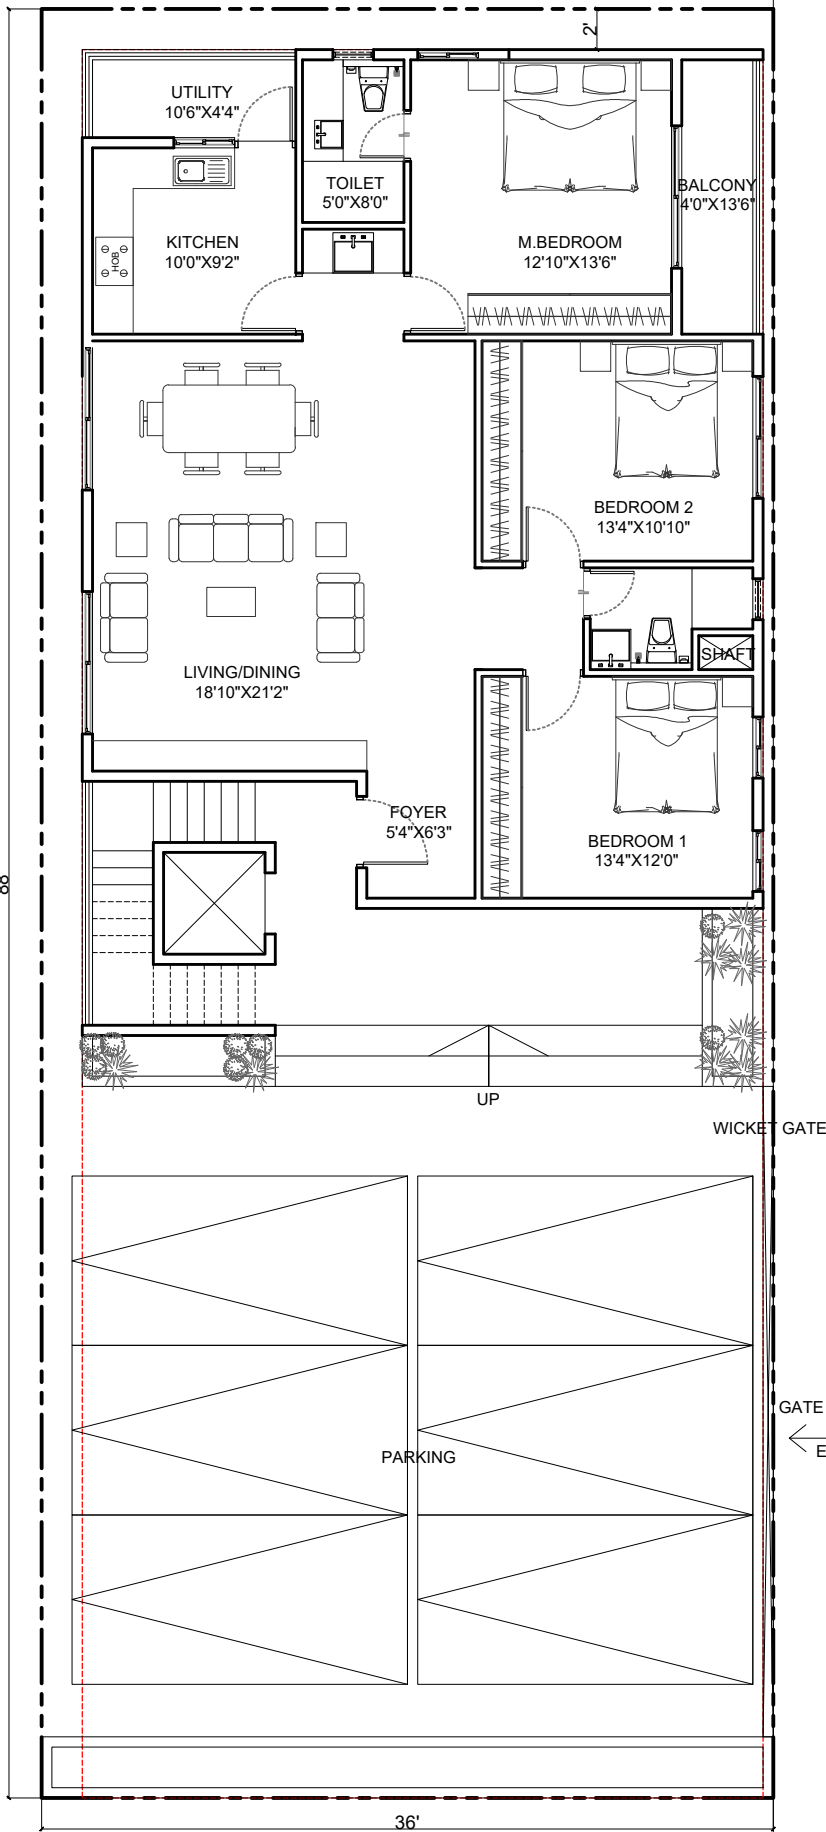 2'
UTILITY
10'6"X4'4"
TOILET
5'0"X8'0"
BALCONY
4'0"X13'6"
KITCHEN
10'0"X9'2"
HOB
M.BEDROOM
12'10"X13'6"
BEDROOM 2
13'4"X10'10"
SHAFT
LIVING/DINING
18'10"X21'2"
FOYER
5'4"X6'3"
BEDROOM 1
13'4"X12'0"
88'
UP
WICKET GATE
GATE
E
PARKING
36'